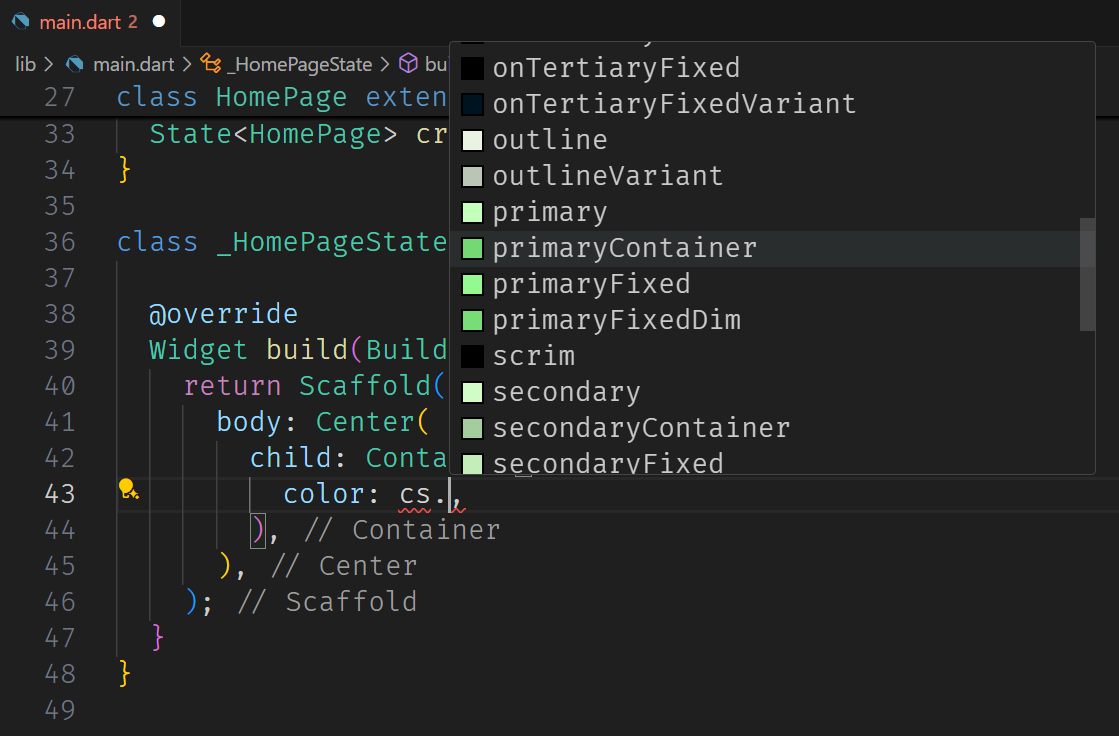 main.dart 2
lib > main.dart > _HomePageState > bu
27 class HomePage exten
33 State<HomePage> cr
34 }
35
36 class _HomePageState
37
38 @override
39 Widget build(Build
40 return Scaffold(
41 body: Center(
42 child: Conta
43 color: cs.,
44 ), // Container
45 ), // Center
46 ); // Scaffold
47 }
48 }
49
onTertiaryFixed
onTertiaryFixedVariant
outline
outlineVariant
primary
primaryContainer
primaryFixed
primaryFixedDim
scrim
secondary
secondaryContainer
secondaryFixed